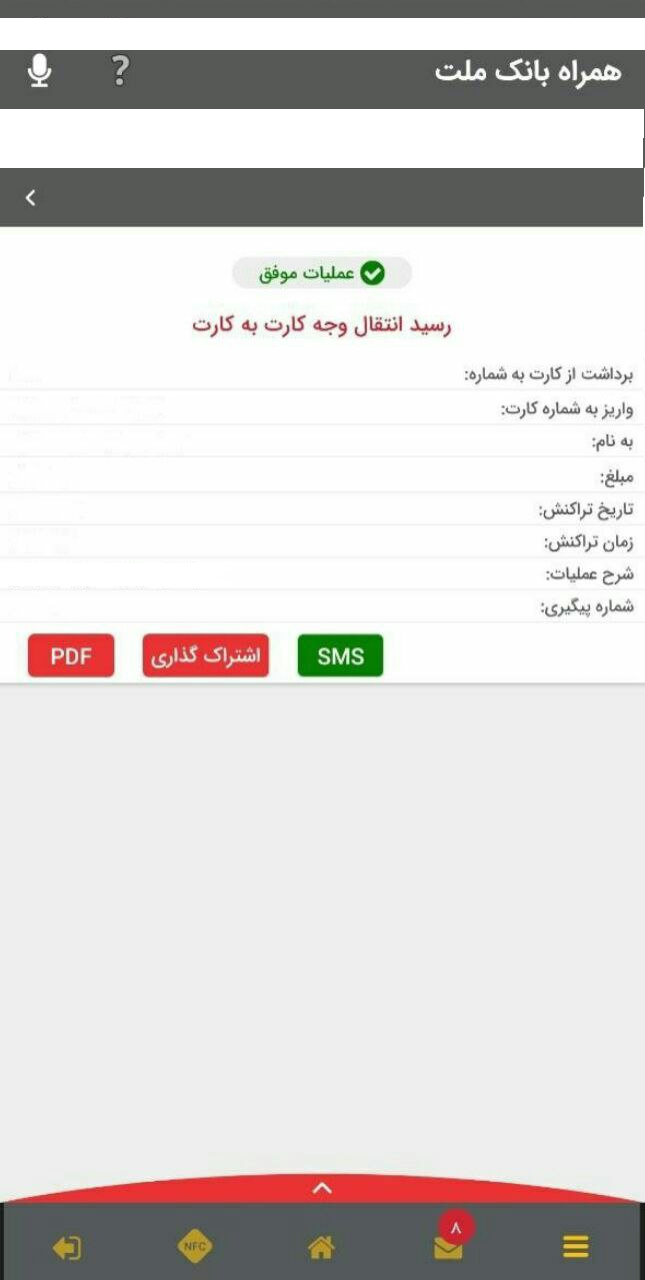 همراه بانک ملت
?
عملیات موفق
رسید انتقال وجه کارت به کارت
برداشت از کارت به شماره:
واریز به شماره کارت:
به نام:
مبلغ:
تاریخ تراکنش:
زمان تراکنش:
شرح عملیات:
شماره پیگیری:
SMS اشتراک گذاری PDF
۸
NFC